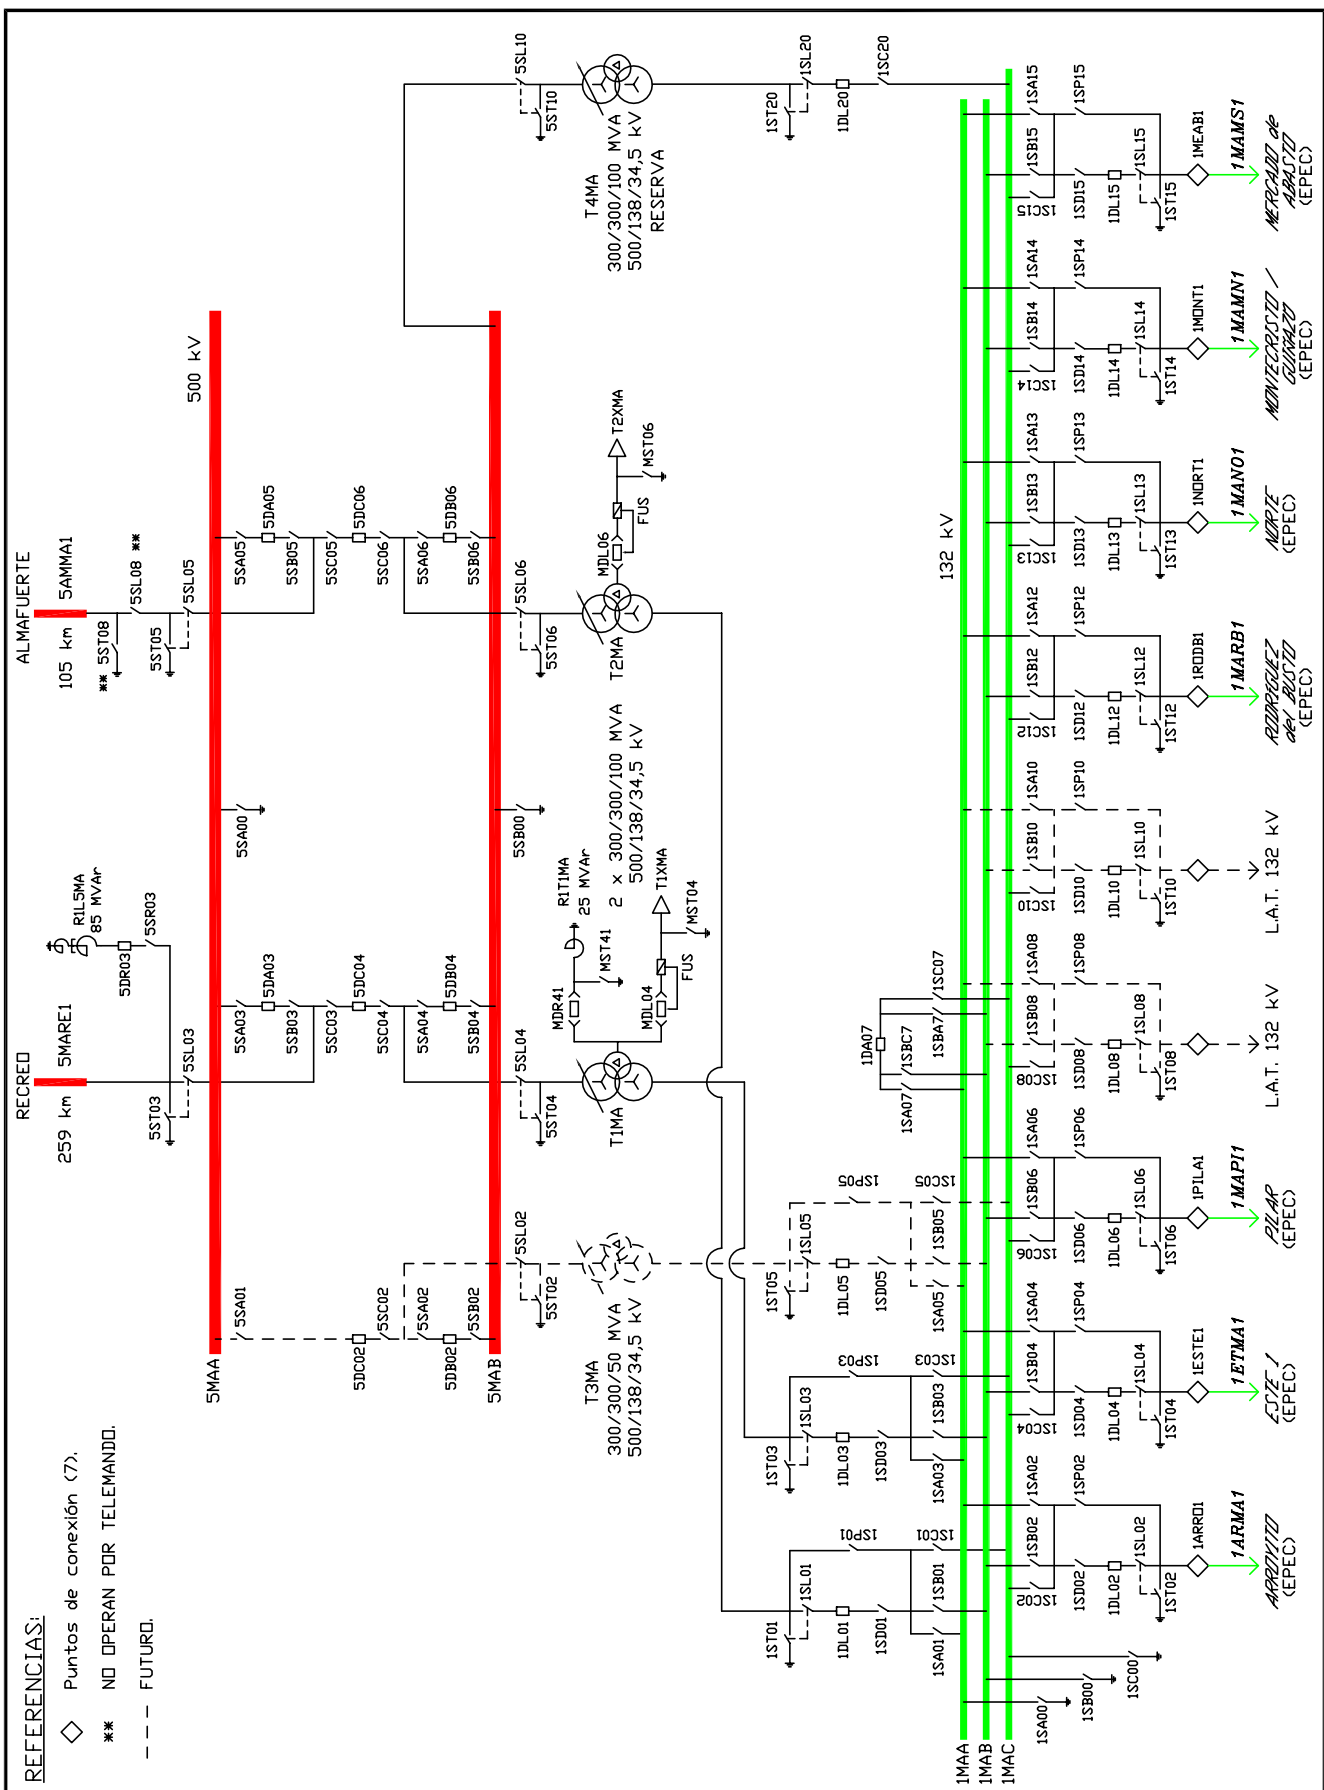 REFERENCIAS:
Puntos de conexión (7).
** NO OPERAN POR TELEMANDO.
--- FUTURO.
RECREO
259 km 5MARE1
R1L5MA
85 MVAr
5DR03
5SR03
5ST03
5SL03
ALMAFUERTE
105 km 5AMMA1
** 5ST08
5SL08 **
5ST05
5SL05
500 kV
5MAA
5SA01
5DC02
5SC02
5SA02
5DB02
5SB02
5SA03
5DA03
5SB03
5SC03
5DC04
5SC04
5SA04
5DB04
5SB04
5SA00
5SA05
5DA05
5SB05
5SC05
5DC06
5SC06
5SA06
5DB06
5SB06
5MAB
5SB00
5SL02
5ST02
5SL04
5ST04
5SL06
5ST06
5SL10
5ST10
T3MA
300/300/50 MVA
500/138/34,5 kV
T1MA
MDR41
R1T1MA
25 MVAr
MST41
MDL04
FUS
T1XMA
MST04
2 x 300/300/100 MVA
500/138/34,5 kV
T2MA
MDL06
FUS
T2XMA
MST06
T4MA
300/300/100 MVA
500/138/34,5 kV
RESERVA
1ST01
1SL01
1DL01
1SD01
1SP01
1SA01
1SB01
1SC01
1ST03
1SL03
1DL03
1SD03
1SP03
1SA03
1SB03
1SC03
1ST05
1SL05
1DL05
1SD05
1SP05
1SA05
1SB05
1SC05
1DA07
1SA07
1SBC7
1SBA7
1SC07
1ST20
1SL20
1DL20
1SC20
132 kV
1MAA
1MAB
1MAC
1SA00
1SB00
1SC00
1SC02
1SB02
1SA02
1SD02
1SP02
1DL02
1SL02
1ST02
1ARRO1
1ARMA1
ARROYITO
(EPEC)
1SC04
1SB04
1SA04
1SD04
1SP04
1DL04
1SL04
1ST04
1ESTE1
1ETMA1
ESTE 1
(EPEC)
1SC06
1SB06
1SA06
1SD06
1SP06
1DL06
1SL06
1ST06
1PILA1
1MAPI1
PILAR
(EPEC)
1SC08
1SB08
1SA08
1SD08
1SP08
1DL08
1SL08
1ST08
L.A.T. 132 kV
1SC10
1SB10
1SA10
1SD10
1SP10
1DL10
1SL10
1ST10
L.A.T. 132 kV
1SC12
1SB12
1SA12
1SD12
1SP12
1DL12
1SL12
1ST12
1RODB1
1MARB1
RODRIGUEZ
del BUSTO
(EPEC)
1SC13
1SB13
1SA13
1SD13
1SP13
1DL13
1SL13
1ST13
1NORT1
1MANO1
NORTE
(EPEC)
1SC14
1SB14
1SA14
1SD14
1SP14
1DL14
1SL14
1ST14
1MONT1
1MAMN1
MONTECRISTO /
GUIÑAZU
(EPEC)
1SC15
1SB15
1SA15
1SD15
1SP15
1DL15
1SL15
1ST15
1MEAB1
1MAMS1
MERCADO de
ABASTO
(EPEC)